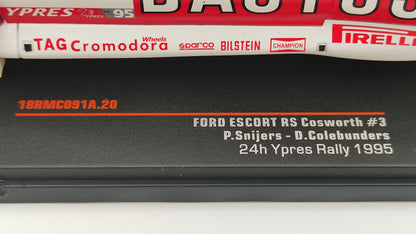 YPRES 95 BASTOS
PIRELLI
TAG Cromodora Wheels sparco BILSTEIN CHAMPION
18RMC091A.20
FORD ESCORT RS Cosworth #3
P.Snijers - D.Colebunders
24h Ypres Rally 1995